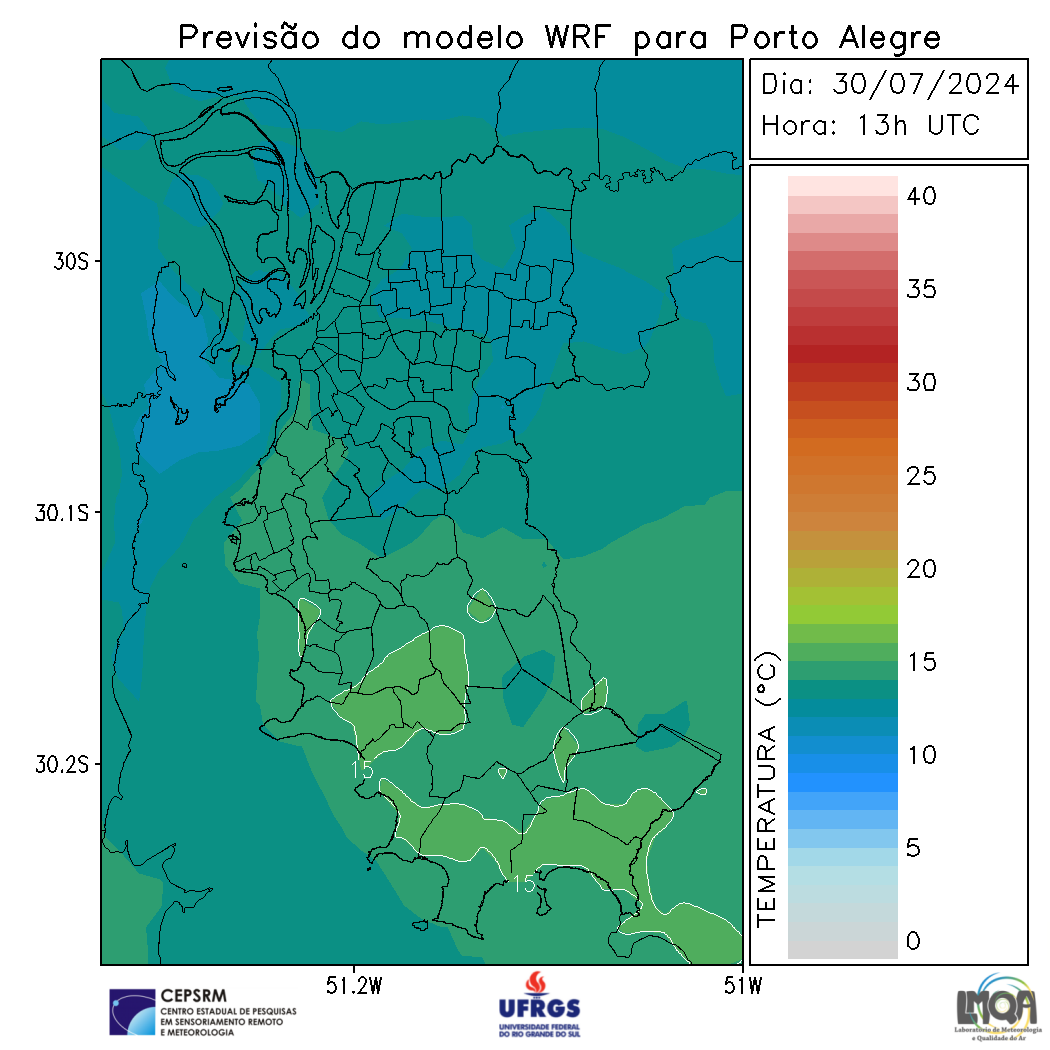 Previsão do modelo WRF para Porto Alegre
Dia: 30/07/2024
Hora: 13h UTC
30S
30.1S
30.2S
51.2W
51W
15
15
TEMPERATURA (°C)
40
35
30
25
20
15
10
5
0
CEPSRM
CENTRO ESTADUAL DE PESQUISAS
EM SENSORIAMENTO REMOTO
E METEOROLOGIA
UFRGS
UNIVERSIDADE FEDERAL
DO RIO GRANDE DO SUL
LMQA
Laboratório de Meteorologia
e Qualidade do Ar